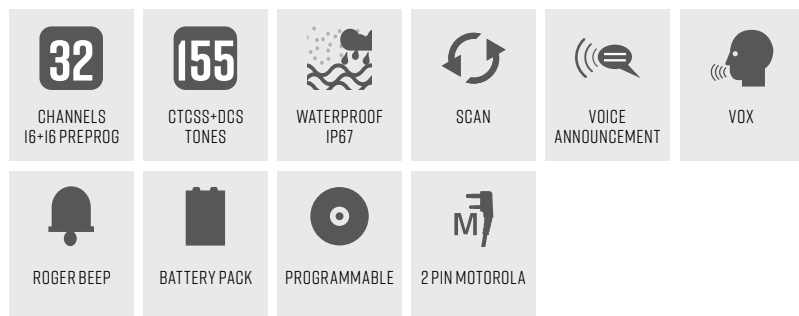 32
CHANNELS
16+16 PREPROG
155
CTCSS+DCS
TONES
WATERPROOF
IP67
SCAN
VOICE
ANNOUNCEMENT
VOX
ROGER BEEP
BATTERY PACK
PROGRAMMABLE
M
2 PIN MOTOROLA